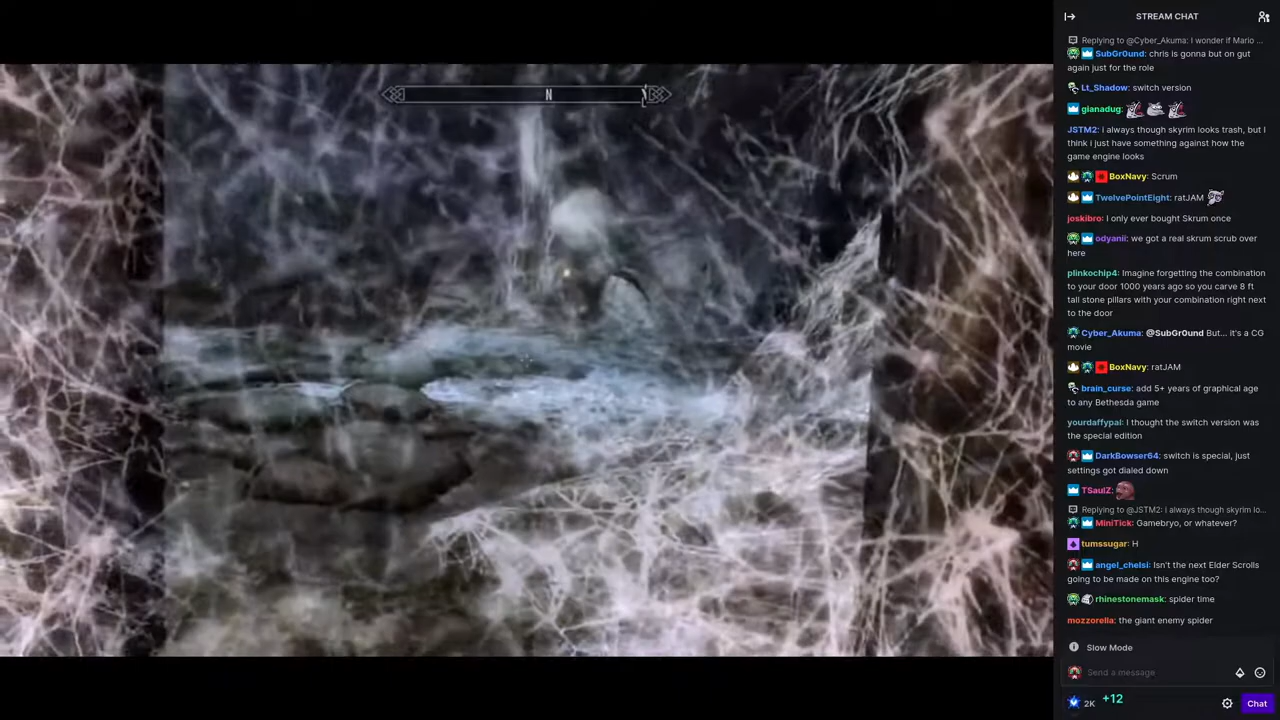 N
STREAM CHAT
Replying to @Cyber_Akuma: I wonder if Mario ...
SubGr0und: chris is gonna but on gut
again just for the role
Lt_Shadow: switch version
gianadug:
JSTM2: i always though skyrim looks trash, but I
think i just have something against how the
game engine looks
BoxNavy: Scrum
TwelvePointEight: ratJAM
joskibro: I only ever bought Skrum once
odyanii: we got a real skrum scrub over
here
plinkochip4: Imagine forgetting the combination
to your door 1000 years ago so you carve 8 ft
tall stone pillars with your combination right next
to the door
Cyber_Akuma: @SubGr0und But... it's a CG
movie
BoxNavy: ratJAM
brain_curse: add 5+ years of graphical age
to any Bethesda game
yourdaffypal: I thought the switch version was
the special edition
DarkBowser64: switch is special, just
settings got dialed down
TSaulZ:
Replying to @JSTM2: i always though skyrim lo...
MiniTick: Gamebryo, or whatever?
tumssugar: H
angel_chelsi: Isn't the next Elder Scrolls
going to be made on this engine too?
rhinestonemask: spider time
mozzorella: the giant enemy spider
Slow Mode
Send a message
2K +12
Chat